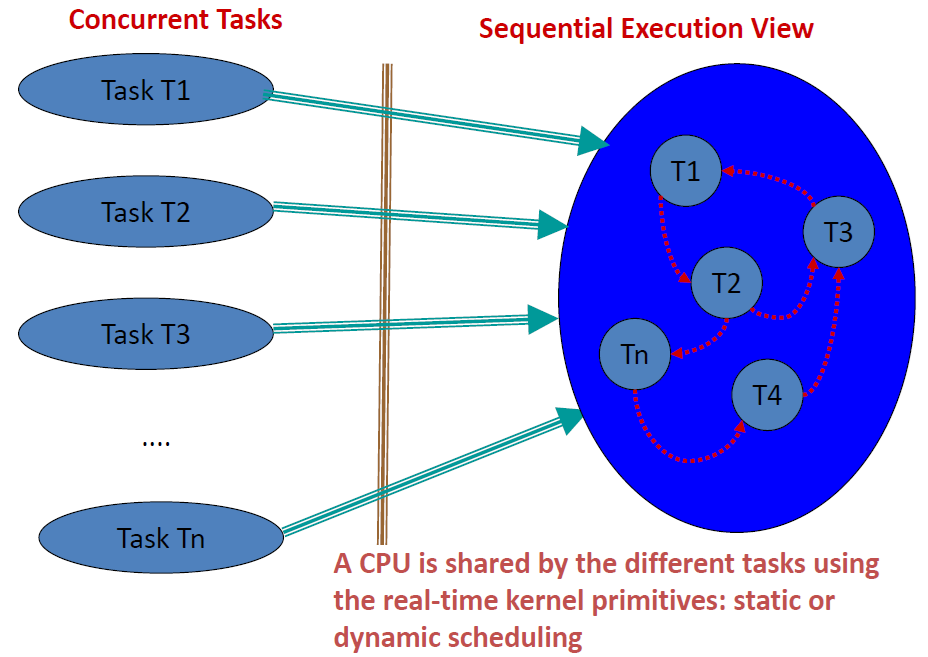 Concurrent Tasks
Sequential Execution View
Task T1
Task T2
Task T3
....
Task Tn
T1
T3
T2
Tn
T4
A CPU is shared by the different tasks using
the real-time kernel primitives: static or
dynamic scheduling